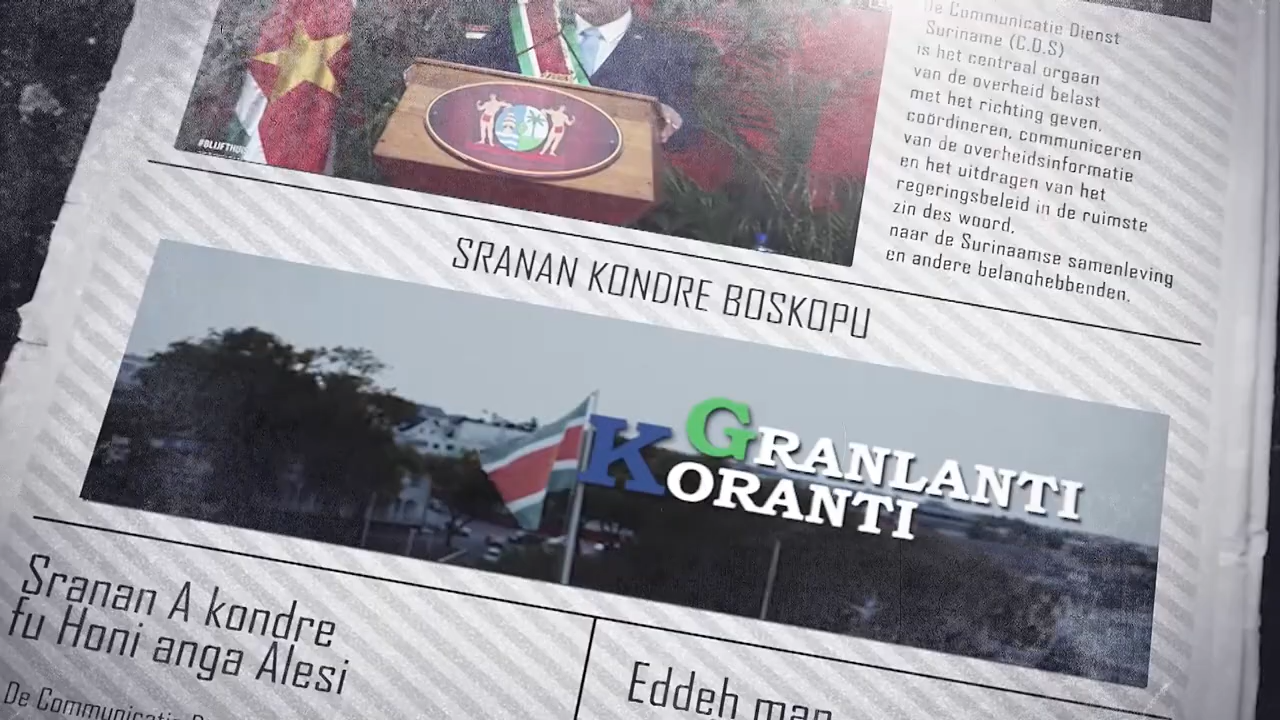 De Communicatie Dienst
Suriname (C.D.S)
is het centraal orgaan
van de overheid belast
met het richting geven,
coördineren, communiceren
van de overheidsinformatie
en het uitdragen van het
regeringsbeleid in de ruimste
zin des woord,
naar de Surinaamse samenleving
en andere belanghebbenden.
SRANAN KONDRE BOSKOPU
GRANLANTI
KORANTI
Sranan A kondre
fu Honi anga Alesi
Eddeh man
De